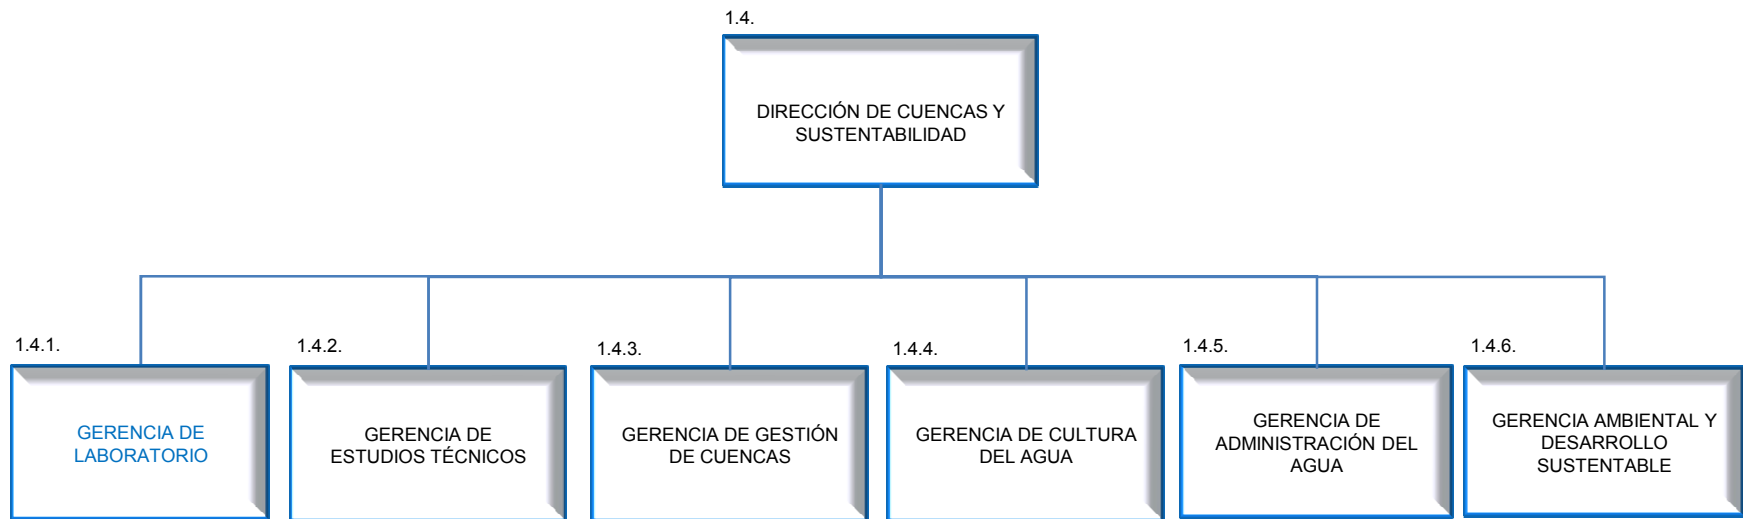 1.4.
DIRECCIÓN DE CUENCAS Y
SUSTENTABILIDAD
1.4.1.
GERENCIA DE
LABORATORIO
1.4.2.
GERENCIA DE
ESTUDIOS TÉCNICOS
1.4.3.
GERENCIA DE GESTIÓN
DE CUENCAS
1.4.4.
GERENCIA DE CULTURA
DEL AGUA
1.4.5.
GERENCIA DE
ADMINISTRACIÓN DEL
AGUA
1.4.6.
GERENCIA AMBIENTAL Y
DESARROLLO
SUSTENTABLE